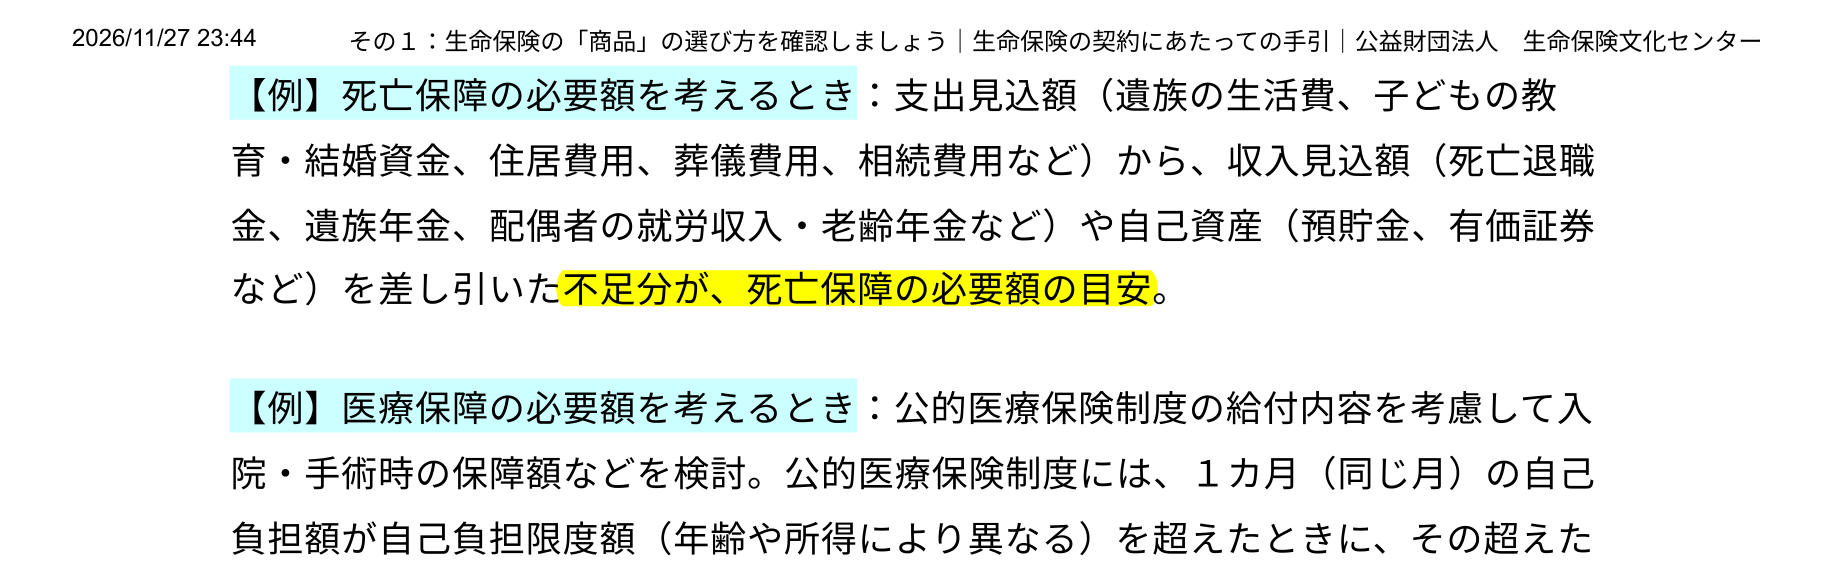 2026/11/27 23:44 その１：生命保険の「商品」の選び方を確認しましょう｜生命保険の契約にあたっての手引｜公益財団法人　生命保険文化センター
【例】死亡保障の必要額を考えるとき：支出見込額（遺族の生活費、子どもの教
育・結婚資金、住居費用、葬儀費用、相続費用など）から、収入見込額（死亡退職
金、遺族年金、配偶者の就労収入・老齢年金など）や自己資産（預貯金、有価証券
など）を差し引いた不足分が、死亡保障の必要額の目安。
【例】医療保障の必要額を考えるとき：公的医療保険制度の給付内容を考慮して入
院・手術時の保障額などを検討。公的医療保険制度には、１カ月（同じ月）の自己
負担額が自己負担限度額（年齢や所得により異なる）を超えたときに、その超えた